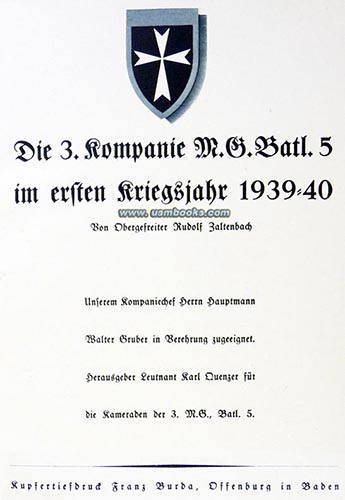 Die 3. Kompanie M.G.Batl. 5
im ersten Kriegsjahr 1939-40
www.usmbooks.com
Von Obergefreiter Rudolf Zaltenbach
Unserem Kompaniechef Herrn Hauptmann
Walter Gruber in Verehrung zugeeignet.
Herausgeber Leutnant Karl Quenzer für
die Kameraden der 3. M.G., Batl. 5.
Kupfertiefdruck Franz Burda, Offenburg in Baden